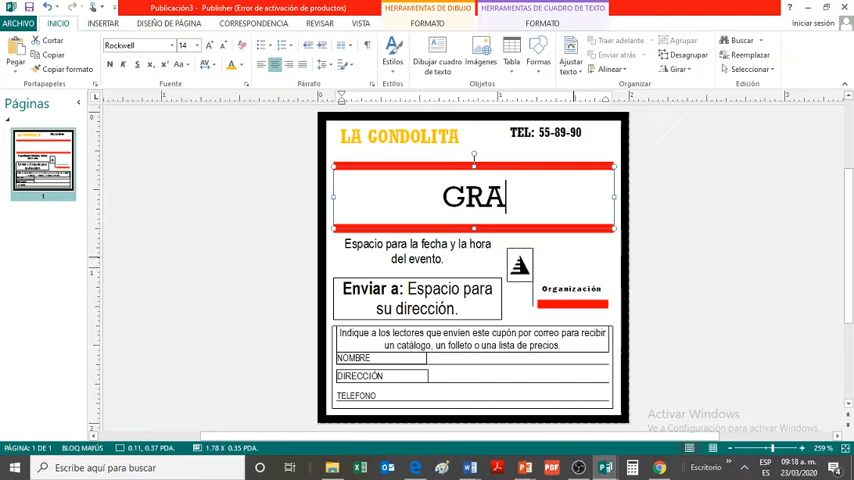 Publicación3 - Publisher (Error de activación de productos)
HERRAMIENTAS DE DIBUJO
HERRAMIENTAS DE CUADRO DE TEXTO
ARCHIVO
INICIO
INSERTAR
DISEÑO DE PÁGINA
CORRESPONDENCIA
REVISAR
VISTA
FORMATO
FORMATO
Iniciar sesión
Pegar
Cortar
Copiar
Copiar formato
Portapapeles
Rockwell
14
N
K
S
Fuente
Párrafo
Estilos
Estilos
Dibujar cuadro de texto
Imágenes
Tabla
Formas
Objetos
Ajustar texto
Traer adelante
Enviar atrás
Alinear
Agrupar
Desagrupar
Girar
Organizar
Buscar
Reemplazar
Seleccionar
Edición
Páginas
1
LA GONDOLITA
TEL: 55-89-90
GRA
Espacio para la fecha y la hora
del evento.
Organización
Enviar a: Espacio para
su dirección.
Indique a los lectores que envíen este cupón por correo para recibir
un catálogo, un folleto o una lista de precios.
NOMBRE
DIRECCIÓN
TELEFONO
Activar Windows
Ve a Configuración para activar Windows.
PÁGINA: 1 DE 1
BLOQ MAYÚS
0.11, 0.37 PDA.
1.78 X 0.35 PDA.
259 %
Escribe aquí para buscar
Escritorio
ESP
ES
09:18 a. m.
23/03/2020
4